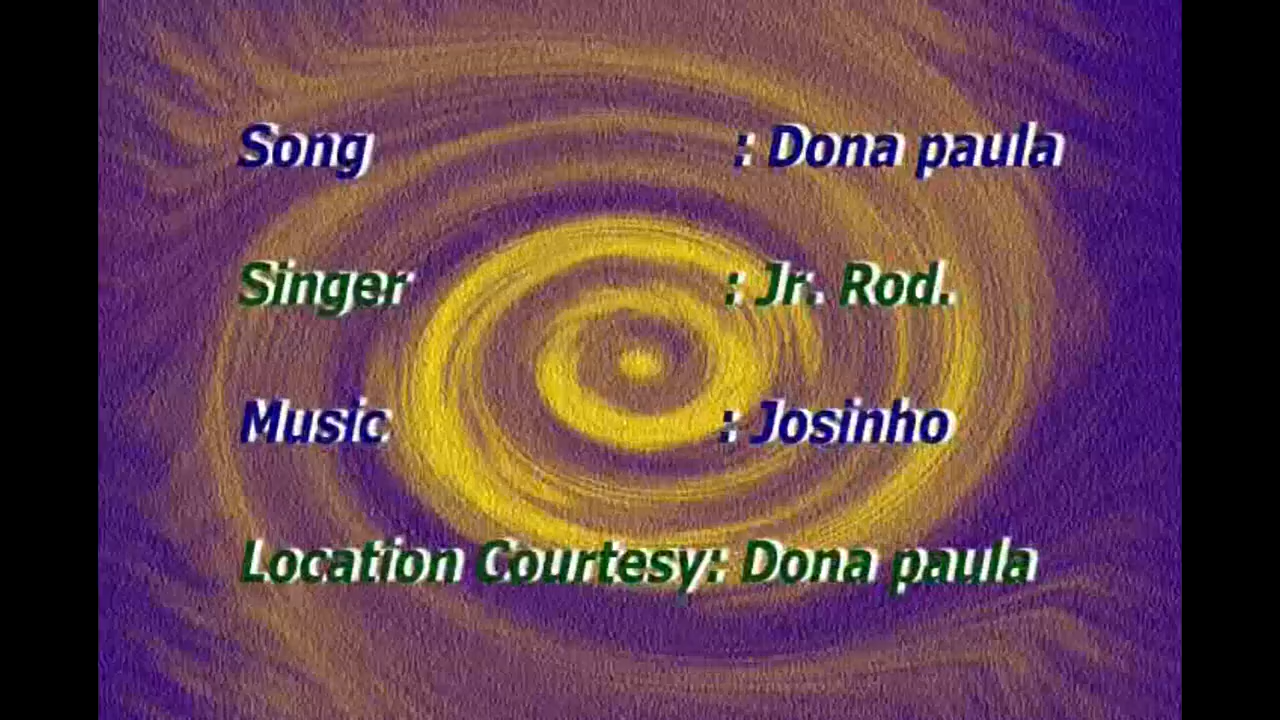 Song : Dona paula
Singer : Jr. Rod.
Music : Josinho
Location Courtesy: Dona paula